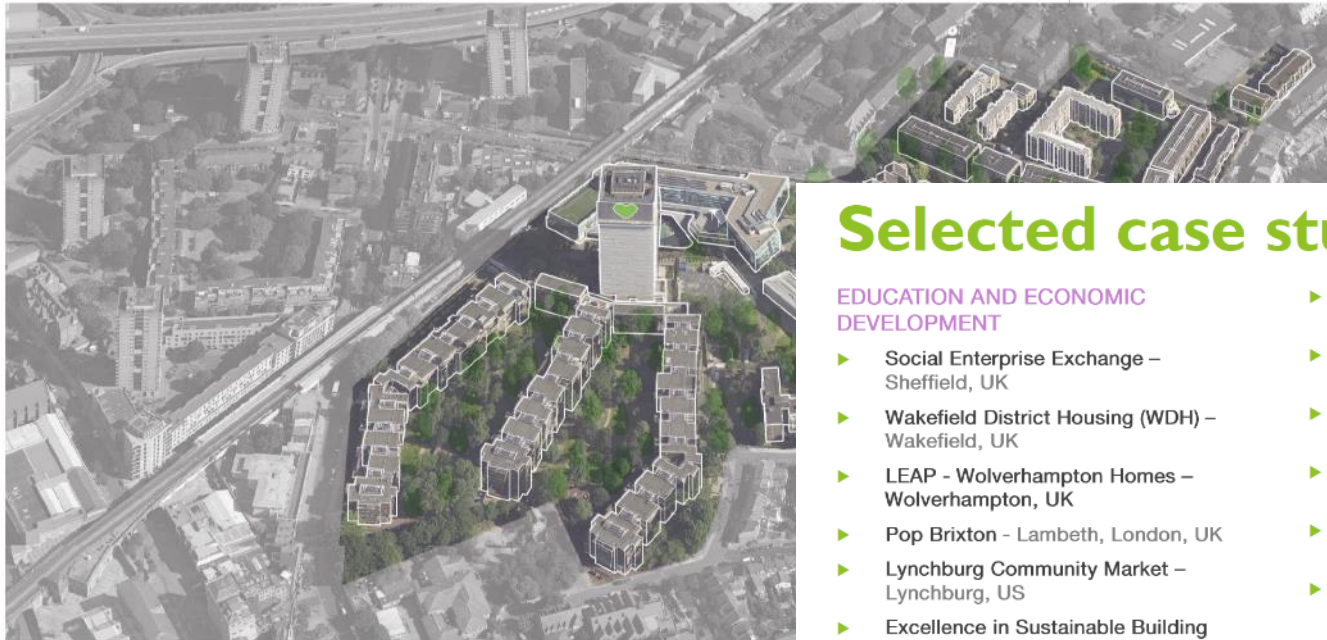 Selected case stu
EDUCATION AND ECONOMIC
DEVELOPMENT
► Social Enterprise Exchange –
Sheffield, UK
► Wakefield District Housing (WDH) –
Wakefield, UK
► LEAP - Wolverhampton Homes –
Wolverhampton, UK
► Pop Brixton - Lambeth, London, UK
► Lynchburg Community Market –
Lynchburg, US
► Excellence in Sustainable Building